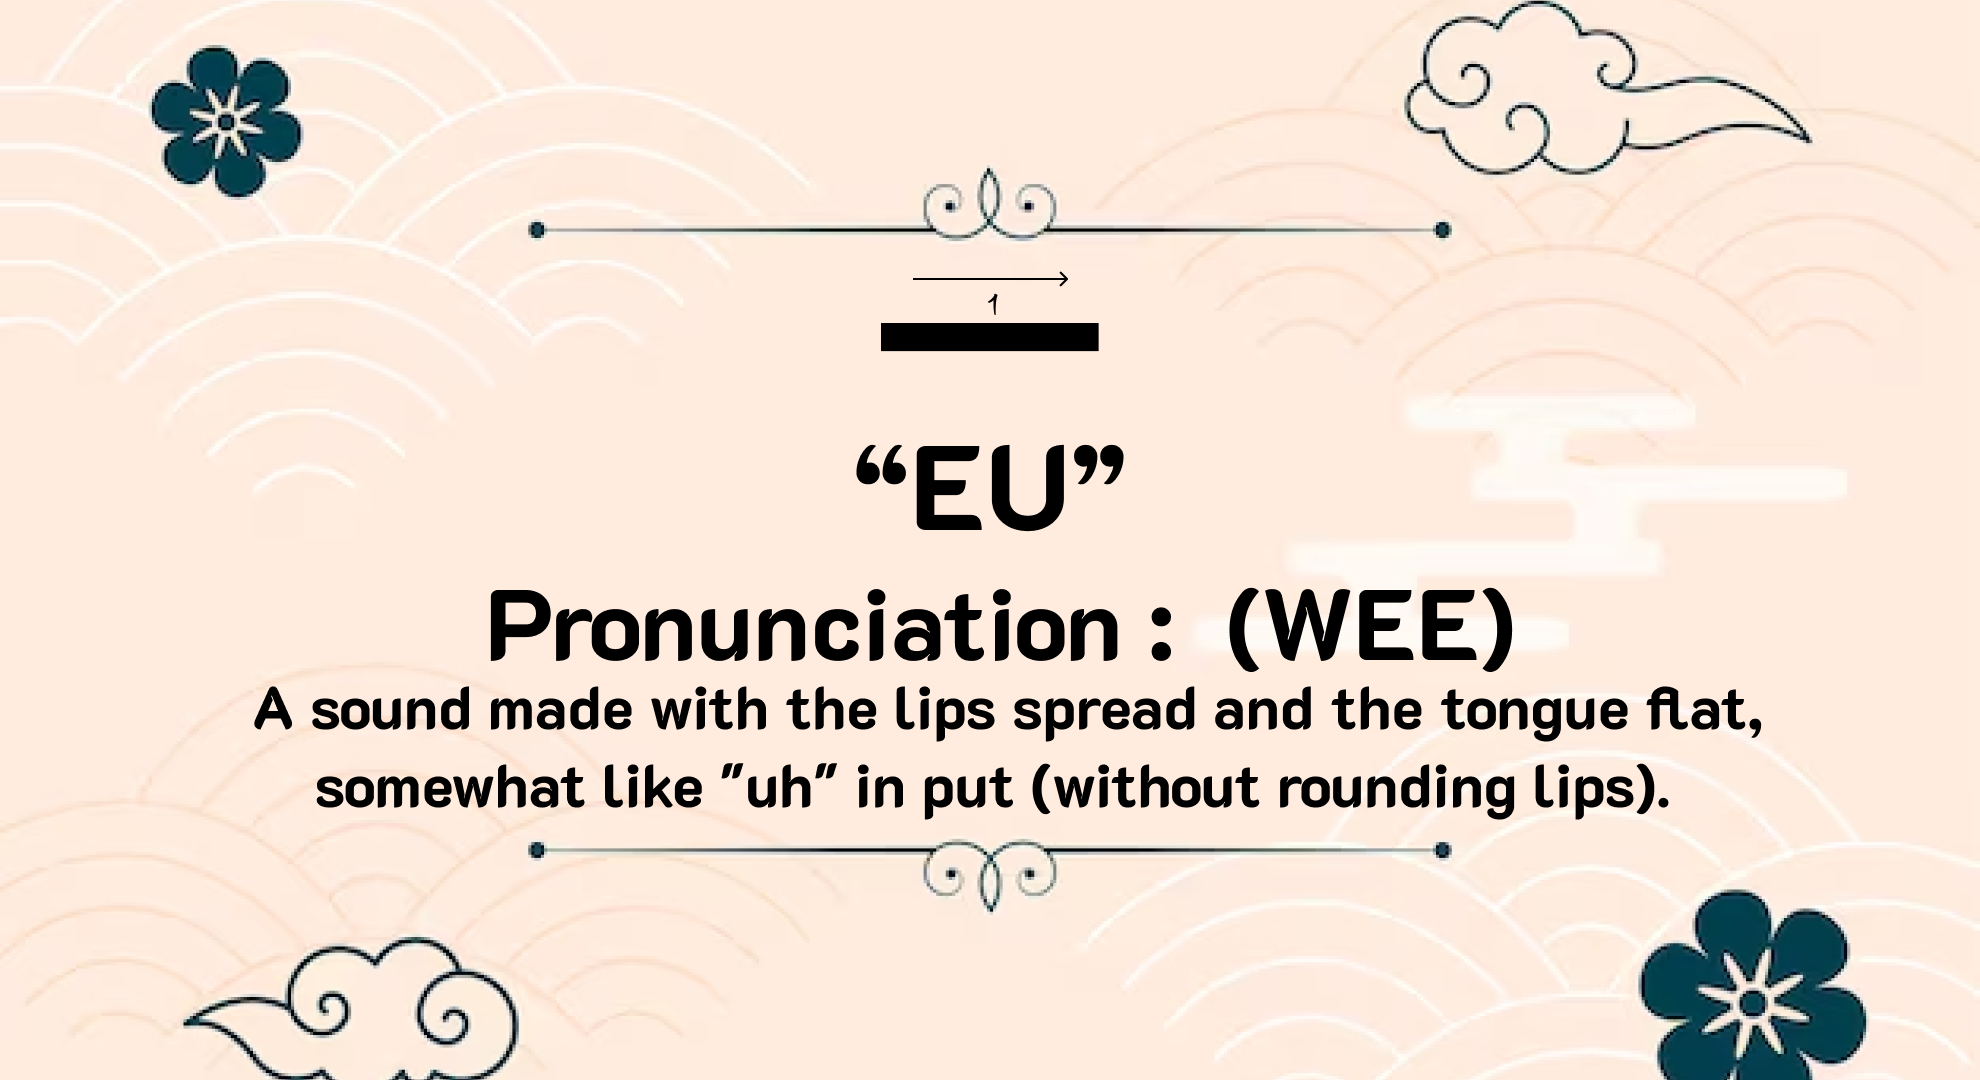 1
ㅡ
“EU”
Pronunciation : (WEE)
A sound made with the lips spread and the tongue flat,
somewhat like "uh" in put (without rounding lips).